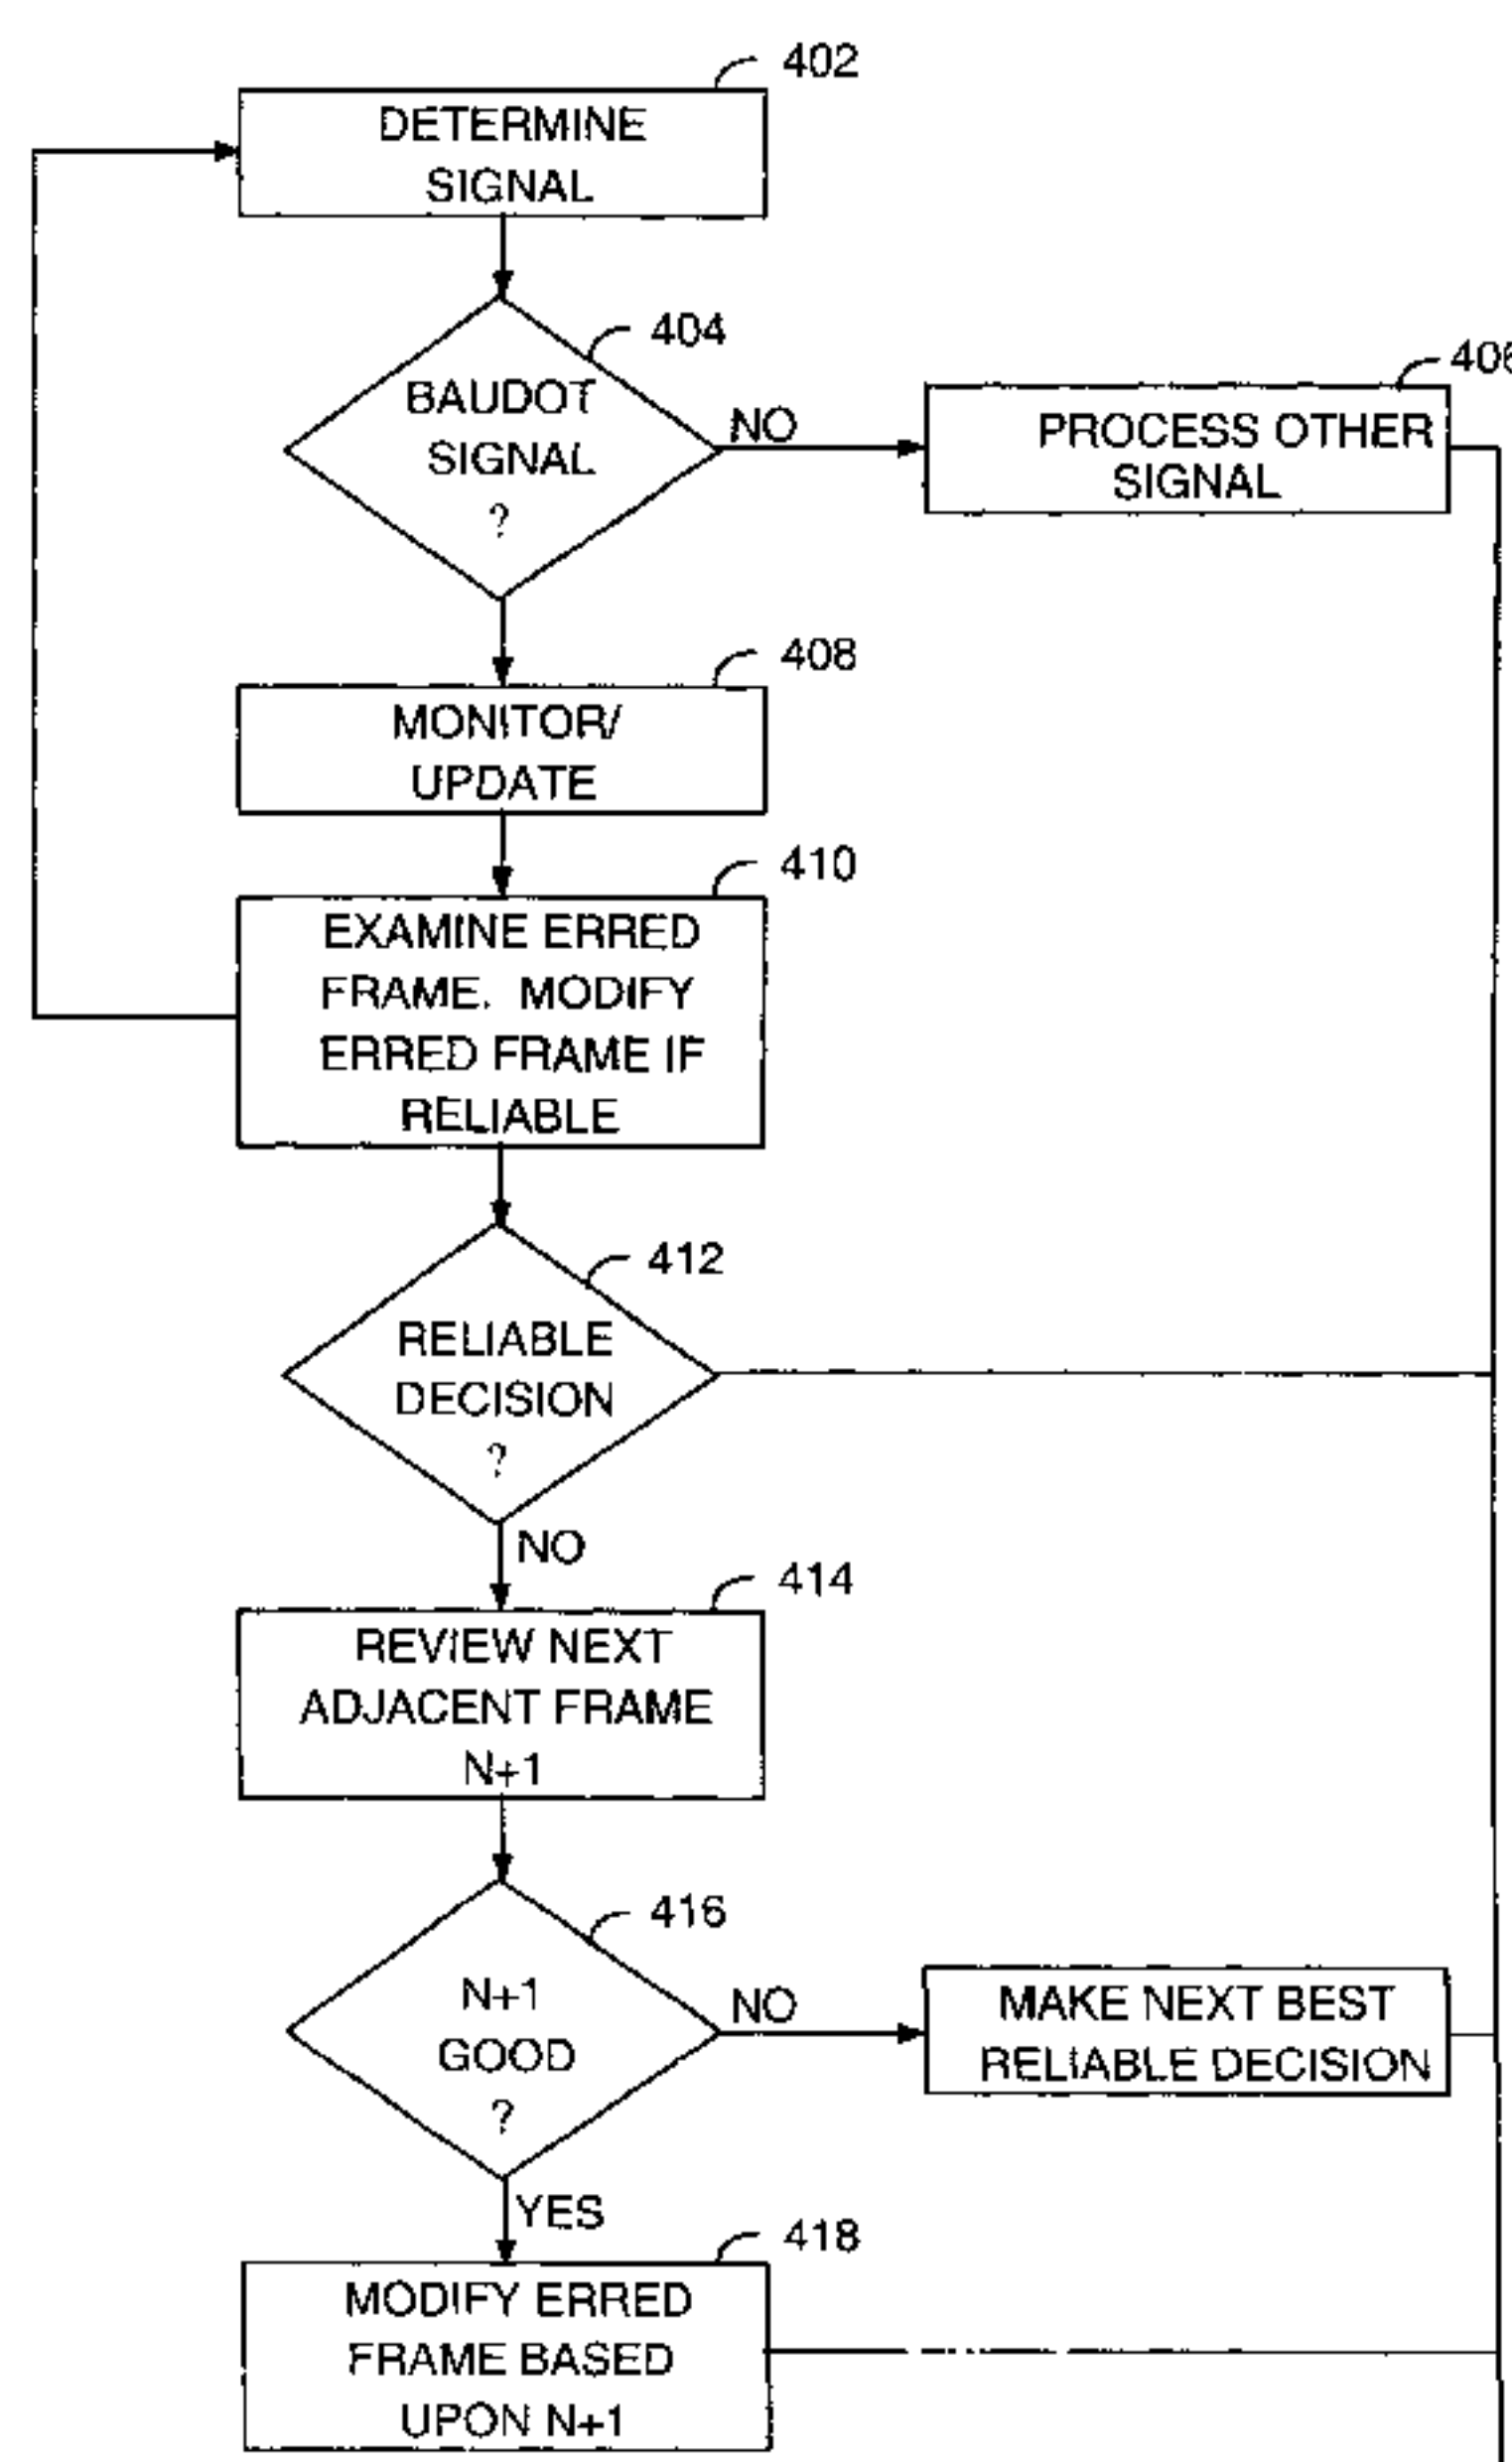 402
DETERMINE
SIGNAL
404
BAUDOT
SIGNAL
?
NO
406
PROCESS OTHER
SIGNAL
408
MONITOR/
UPDATE
410
EXAMINE ERRED
FRAME. MODIFY
ERRED FRAME IF
RELIABLE
412
RELIABLE
DECISION
?
NO
414
REVIEW NEXT
ADJACENT FRAME
N+1
416
N+1
GOOD
?
NO
MAKE NEXT BEST
RELIABLE DECISION
YES
418
MODIFY ERRED
FRAME BASED
UPON N+1